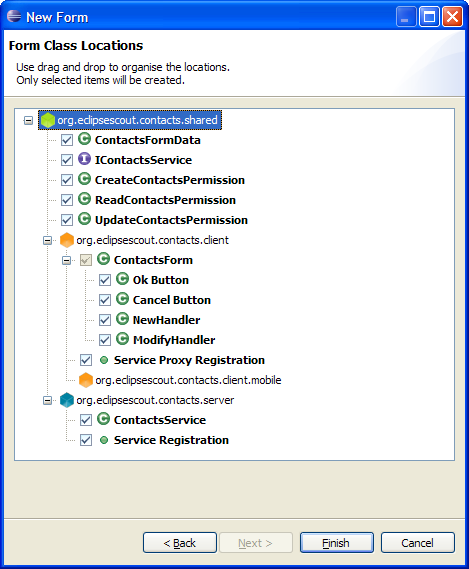 New Form
Form Class Locations
Use drag and drop to organise the locations.
Only selected items will be created.
org.eclipsescout.contacts.shared
ContactsFormData
IContactsService
CreateContactsPermission
ReadContactsPermission
UpdateContactsPermission
org.eclipsescout.contacts.client
ContactsForm
Ok Button
Cancel Button
NewHandler
ModifyHandler
Service Proxy Registration
org.eclipsescout.contacts.client.mobile
org.eclipsescout.contacts.server
ContactsService
Service Registration
< Back Next > Finish Cancel